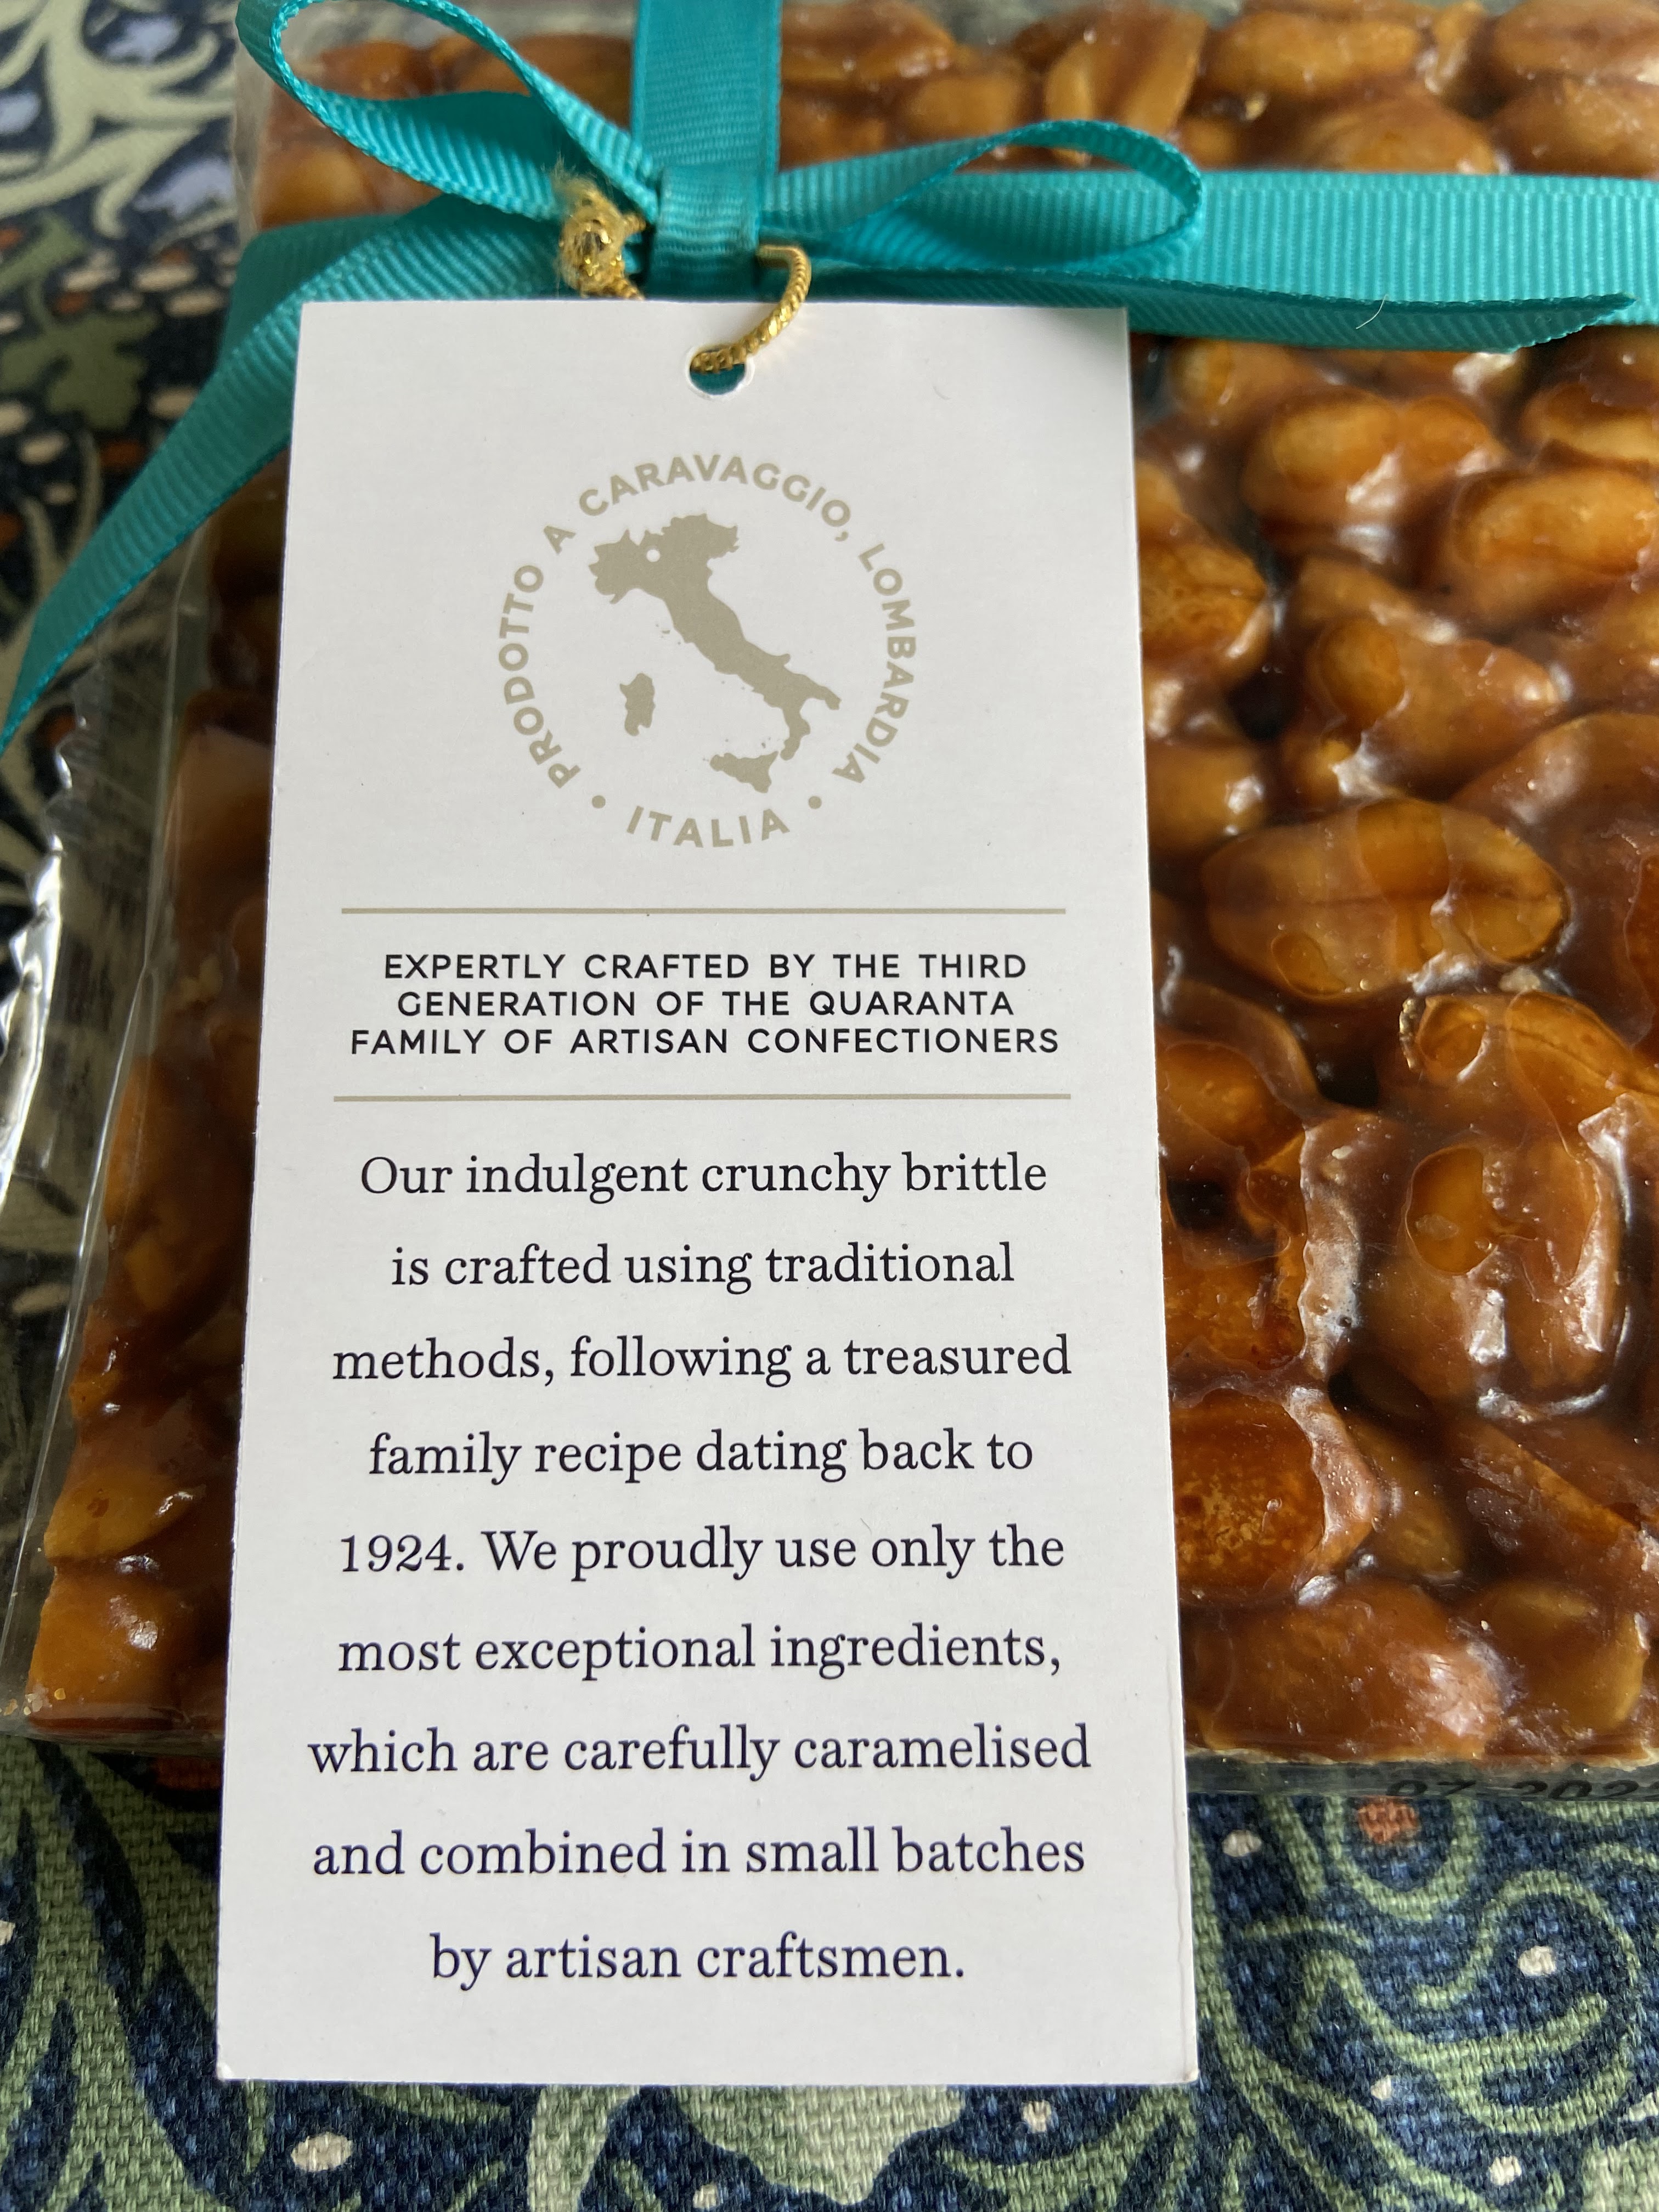 PRODOTTO A CARAVAGGIO, LOMBARDIA
• ITALIA •
EXPERTLY CRAFTED BY THE THIRD
GENERATION OF THE QUARANTA
FAMILY OF ARTISAN CONFECTIONERS
Our indulgent crunchy brittle
is crafted using traditional
methods, following a treasured
family recipe dating back to
1924. We proudly use only the
most exceptional ingredients,
which are carefully caramelised
and combined in small batches
by artisan craftsmen.